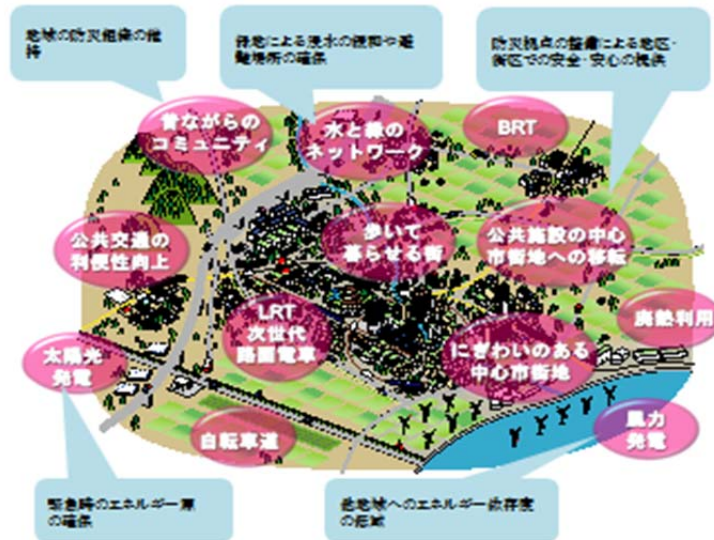 地域の防災組織の維
持
緑地による浸水の緩和や避
難場所の確保
防災拠点の整備による地区・
街区での安全・安心の提供
昔ながらの
コミュニティ
水と緑の
ネットワーク
BRT
公共交通の
利便性向上
歩いて
暮らせる街
公共施設の中心
市街地への移転
LRT
次世代
路面電車
廃熱利用
太陽光
発電
にぎわいのある
中心市街地
自転車道
風力
発電
緊急時のエネルギー源
の確保
他地域へのエネルギー依存度
の低減